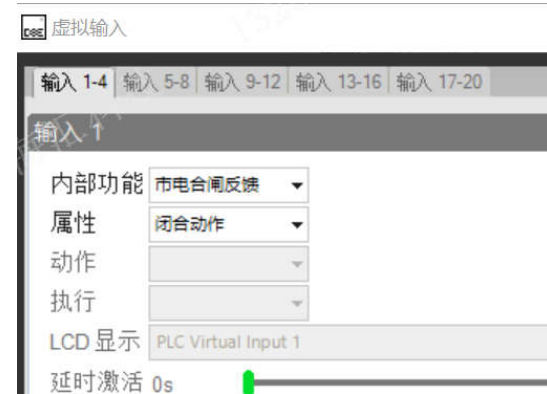 DSE 虚拟输入
输入 1-4 输入 5-8 输入 9-12 输入 13-16 输入 17-20
输入 1
内部功能 市电合闸反馈
属性 闭合动作
动作
执行
LCD 显示 PLC Virtual Input 1
延时激活 0s